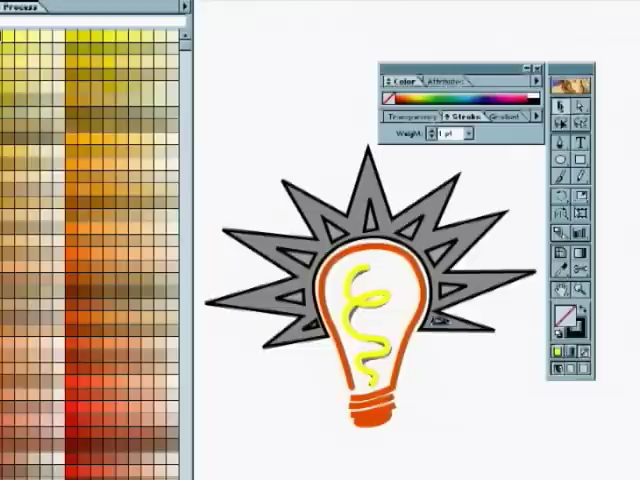 Process
Color
Attributes
Transparency
Stroke
Gradient
Weight:
1 pt
T